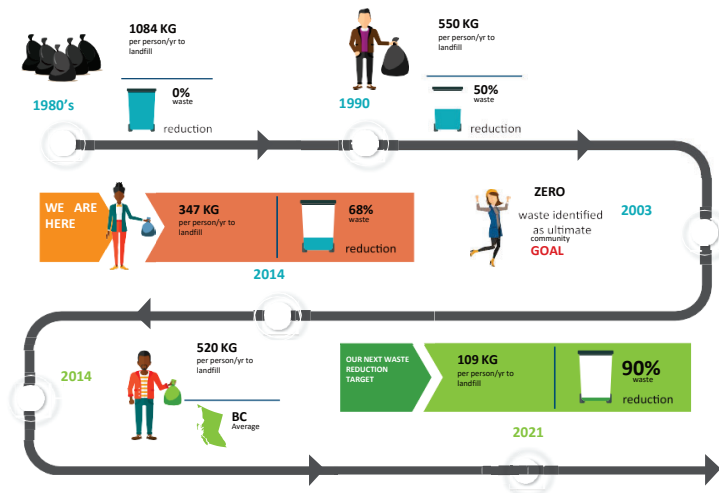 1084 KG
per person/yr to
landfill
0%
waste
reduction
1980's
550 KG
per person/yr to
landfill
50%
waste
reduction
1990
ZERO
waste identified
as ultimate
community
GOAL
2003
WE ARE
HERE
347 KG
per person/yr to
landfill
68%
waste
reduction
2014
2014
520 KG
per person/yr to
landfill
BC
Average
OUR NEXT WASTE
REDUCTION
TARGET
109 KG
per person/yr to
landfill
90%
waste
reduction
2021